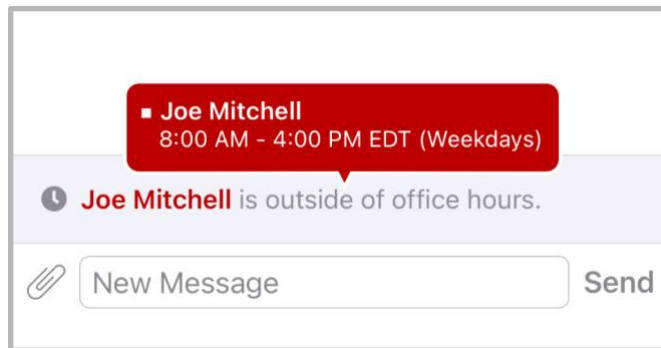 Joe Mitchell
8:00 AM - 4:00 PM EDT (Weekdays)
Joe Mitchell is outside of office hours.
New Message
Send